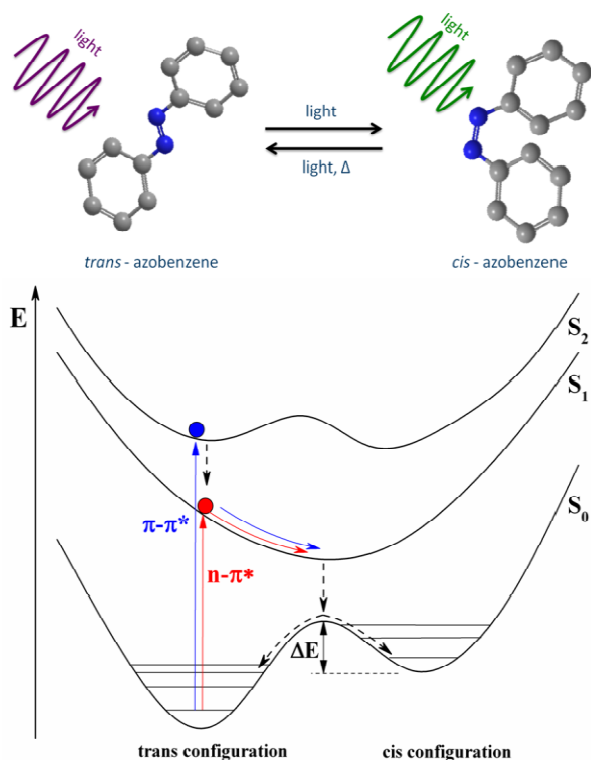 light
light
light
light, Δ
trans - azobenzene
cis - azobenzene
E
S₂
S₁
S₀
π-π*
n-π*
ΔE
trans configuration
cis configuration